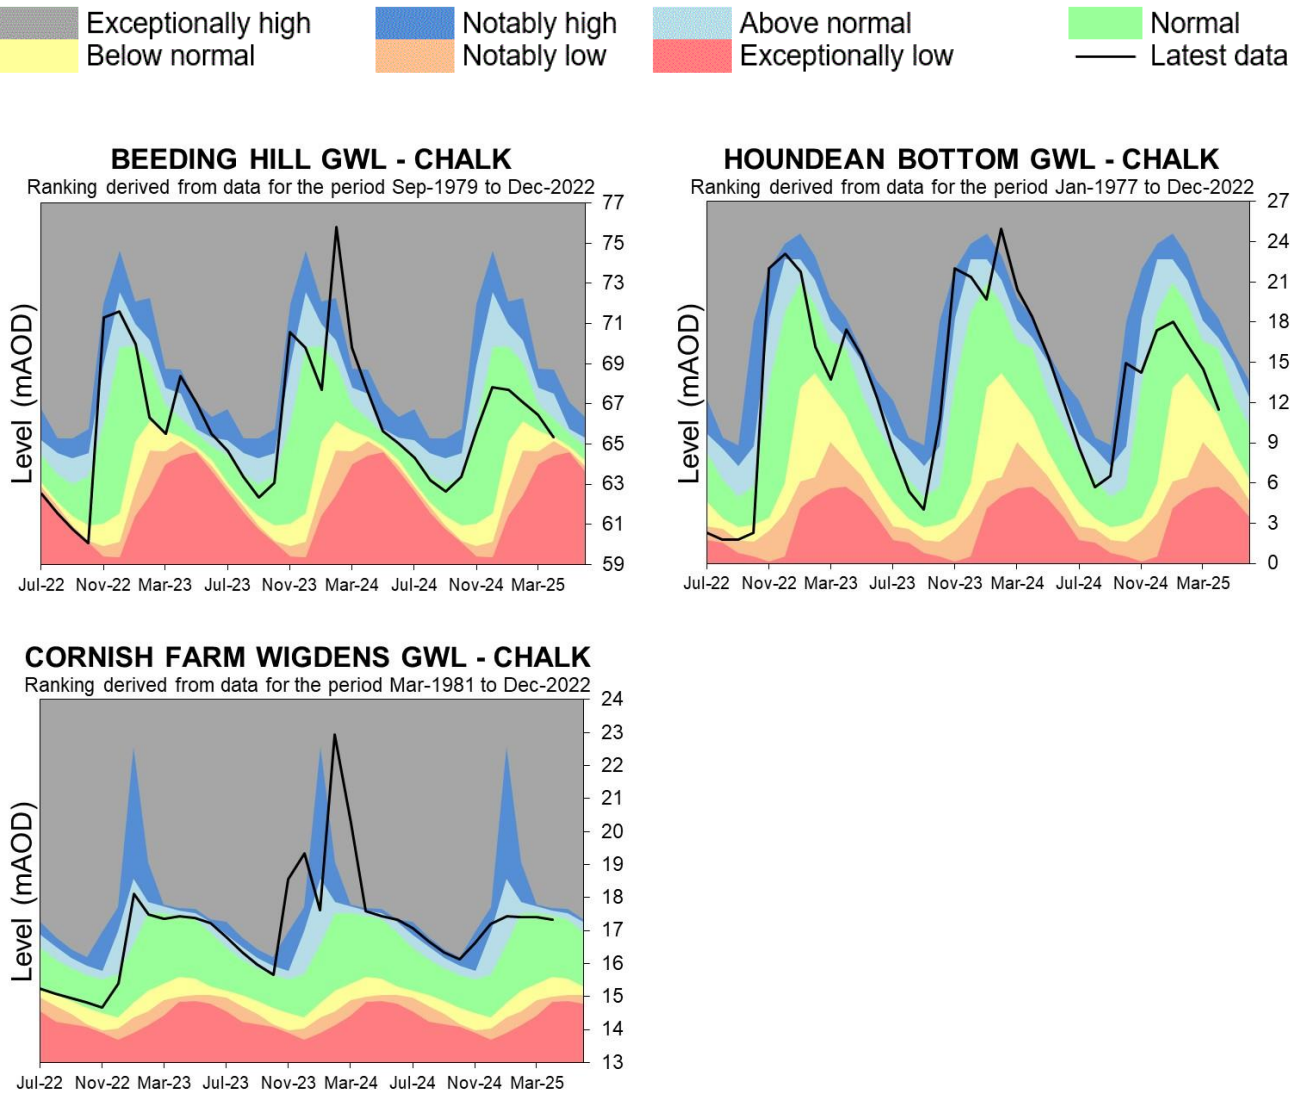 Exceptionally high Notably high Above normal Normal
Below normal Notably low Exceptionally low Latest data
BEEDING HILL GWL - CHALK
Ranking derived from data for the period Sep-1979 to Dec-2022
Level (mAOD)
77
75
73
71
69
67
65
63
61
59
Jul-22 Nov-22 Mar-23 Jul-23 Nov-23 Mar-24 Jul-24 Nov-24 Mar-25
HOUNDEAN BOTTOM GWL - CHALK
Ranking derived from data for the period Jan-1977 to Dec-2022
Level (mAOD)
27
24
21
18
15
12
9
6
3
0
Jul-22 Nov-22 Mar-23 Jul-23 Nov-23 Mar-24 Jul-24 Nov-24 Mar-25
CORNISH FARM WIGDENS GWL - CHALK
Ranking derived from data for the period Mar-1981 to Dec-2022
Level (mAOD)
24
23
22
21
20
19
18
17
16
15
14
13
Jul-22 Nov-22 Mar-23 Jul-23 Nov-23 Mar-24 Jul-24 Nov-24 Mar-25